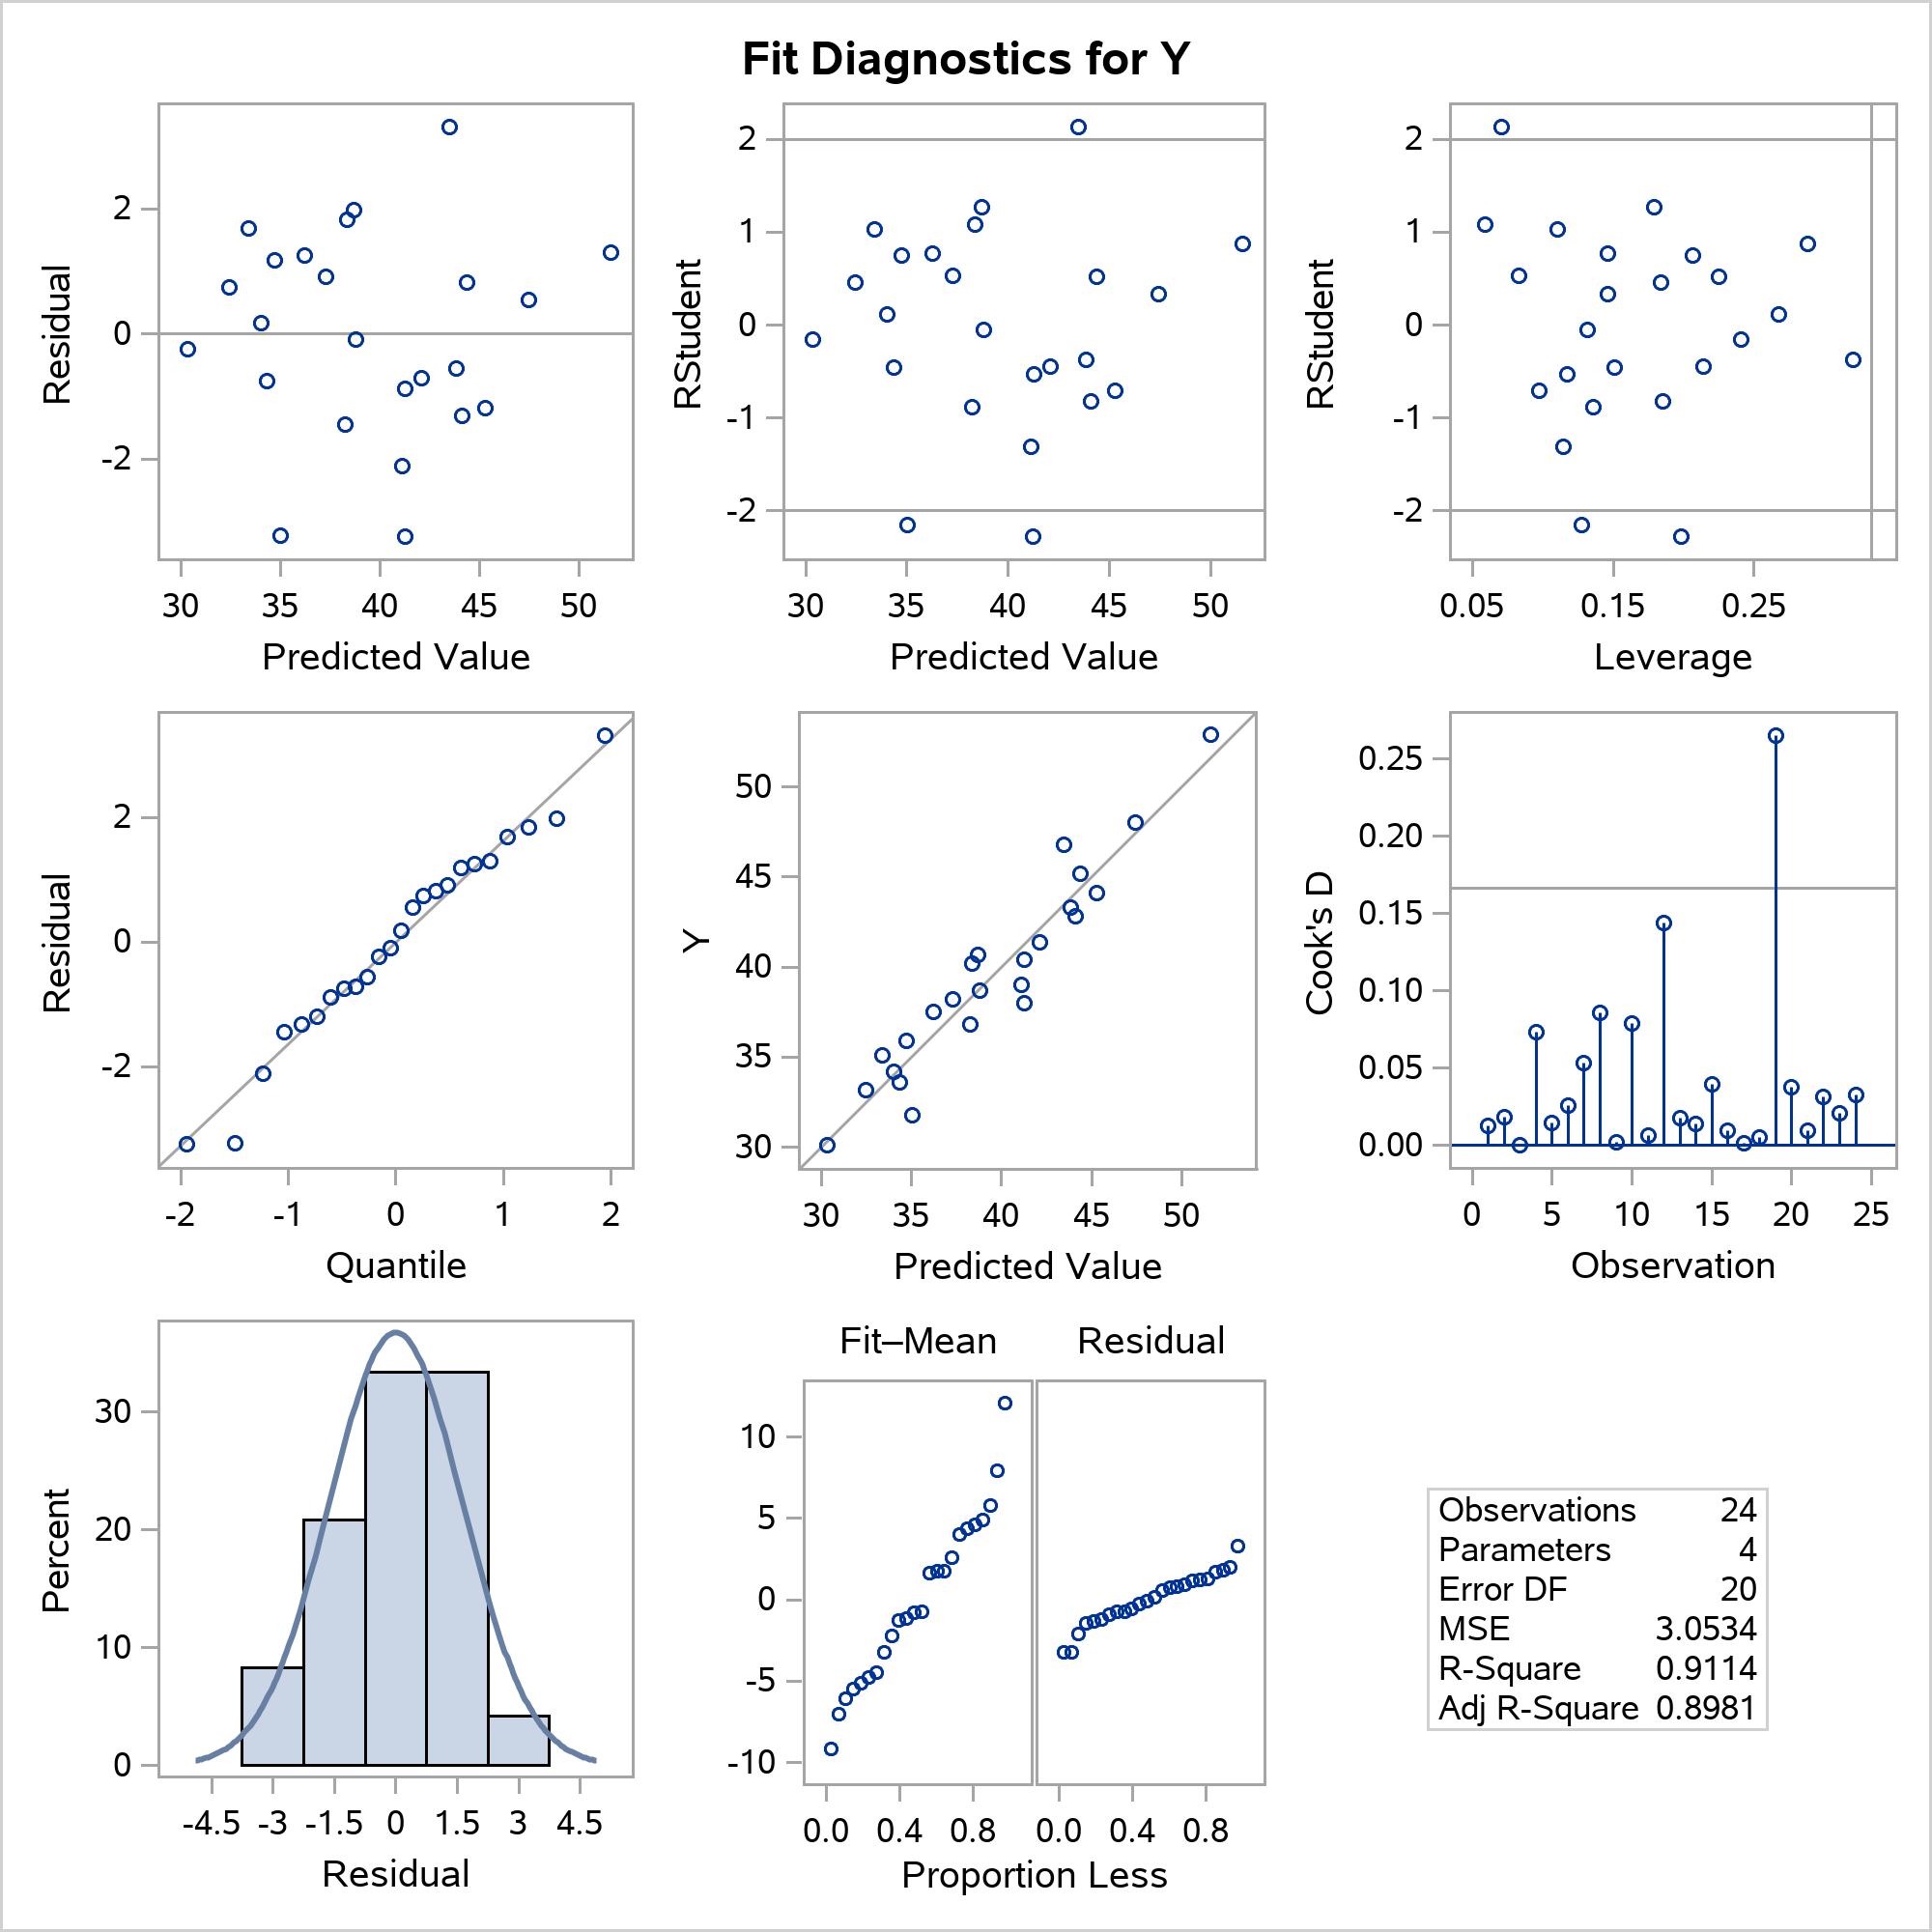 Fit Diagnostics for Y
Residual
2
0
-2
30 35 40 45 50
Predicted Value
RStudent
2
1
0
-1
-2
30 35 40 45 50
Predicted Value
RStudent
2
1
0
-1
-2
0.05 0.15 0.25
Leverage
Residual
2
0
-2
-2 -1 0 1 2
Quantile
Y
50
45
40
35
30
30 35 40 45 50
Predicted Value
Cook's D
0.25
0.20
0.15
0.10
0.05
0.00
0 5 10 15 20 25
Observation
Percent
30
20
10
0
-4.5 -3 -1.5 0 1.5 3 4.5
Residual
Fit–Mean Residual
10
5
0
-5
-10
0.0 0.4 0.8 0.0 0.4 0.8
Proportion Less
Observations 24
Parameters 4
Error DF 20
MSE 3.0534
R-Square 0.9114
Adj R-Square 0.8981